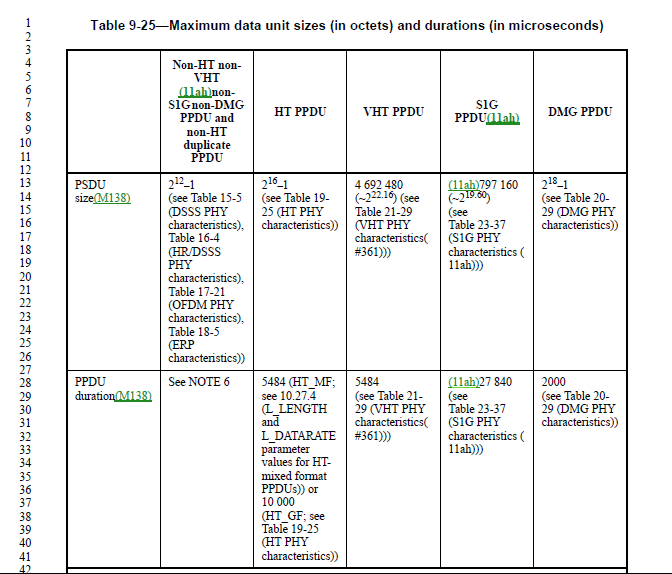 1
2
3
4
5
6
7
8
9
10
11
12
13
14
15
16
17
18
19
20
21
22
23
24
25
26
27
28
29
30
31
32
33
34
35
36
37
38
39
40
41
42
Table 9-25—Maximum data unit sizes (in octets) and durations (in microseconds)
Non-HT non-
VHT
(11ah)non-
S1Gnon-DMG
PPDU and
non-HT
duplicate
PPDU
HT PPDU
VHT PPDU
S1G
PPDU(11ah)
DMG PPDU
PSDU
size(M138)
2¹²–1
(see Table 15-5
(DSSS PHY
characteristics),
Table 16-4
(HR/DSSS
PHY
characteristics),
Table 17-21
(OFDM PHY
characteristics),
Table 18-5
(ERP
characteristics))
2¹⁶–1
(see Table 19-
25 (HT PHY
characteristics))
4 692 480
(~2^22.16) (see
Table 21-29
(VHT PHY
characteristics(
#361)))
(11ah)797 160
(~2^19.60)
(see
Table 23-37
(S1G PHY
characteristics (
11ah)))
2¹⁸–1
(see Table 20-
29 (DMG PHY
characteristics))
PPDU
duration(M138)
See NOTE 6
5484 (HT_MF;
see 10.27.4
(L_LENGTH
and
L_DATARATE
parameter
values for HT-
mixed format
PPDUs)) or
10 000
(HT_GF; see
Table 19-25
(HT PHY
characteristics))
5484
(see Table 21-
29 (VHT PHY
characteristics(
#361)))
(11ah)27 840
(see
Table 23-37
(S1G PHY
characteristics (
11ah)))
2000
(see Table 20-
29 (DMG PHY
characteristics))